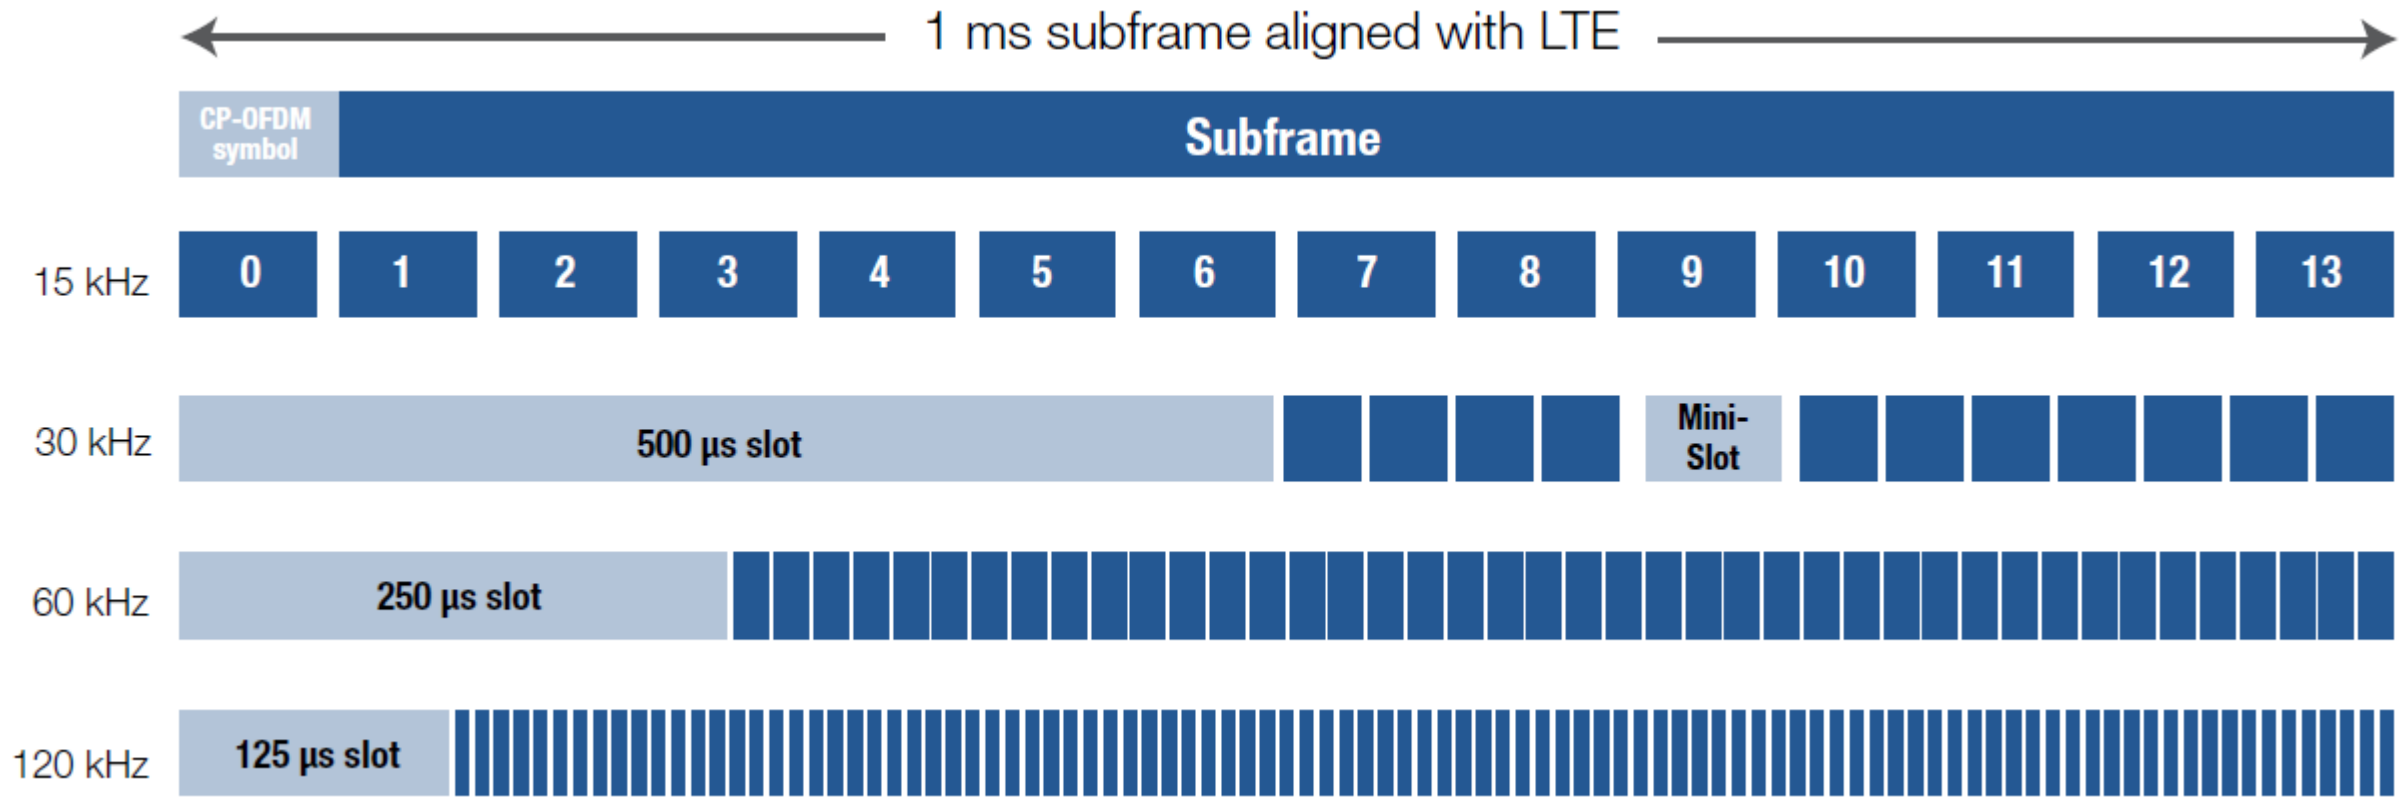 1 ms subframe aligned with LTE
CP-OFDM
symbol
Subframe
15 kHz
0 1 2 3 4 5 6 7 8 9 10 11 12 13
30 kHz
500 µs slot
Mini-
Slot
60 kHz
250 µs slot
120 kHz
125 µs slot